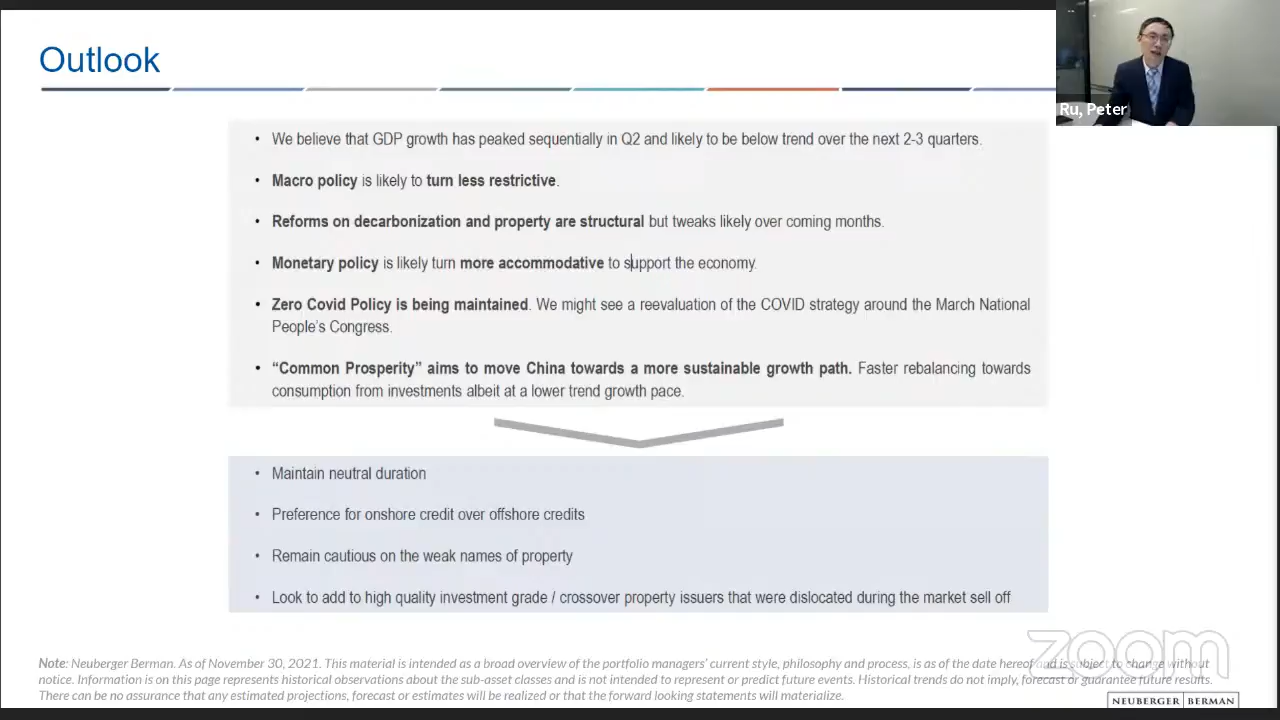 Outlook
Ru, Peter
• We believe that GDP growth has peaked sequentially in Q2 and likely to be below trend over the next 2-3 quarters.
• Macro policy is likely to turn less restrictive.
• Reforms on decarbonization and property are structural but tweaks likely over coming months.
• Monetary policy is likely turn more accommodative to support the economy.
• Zero Covid Policy is being maintained. We might see a reevaluation of the COVID strategy around the March National
People's Congress.
• “Common Prosperity” aims to move China towards a more sustainable growth path. Faster rebalancing towards
consumption from investments albeit at a lower trend growth pace.
• Maintain neutral duration
• Preference for onshore credit over offshore credits
• Remain cautious on the weak names of property
• Look to add to high quality investment grade / crossover property issuers that were dislocated during the market sell off
zoom
Note: Neuberger Berman. As of November 30, 2021. This material is intended as a broad overview of the portfolio managers' current style, philosophy and process, is as of the date hereof and is subject to change without
notice. Information is on this page represents historical observations about the sub-asset classes and is not intended to represent or predict future events. Historical trends do not imply, forecast or guarantee future results.
There can be no assurance that any estimated projections, forecast or estimates will be realized or that the forward looking statements will materialize.
NEUBERGER BERMAN